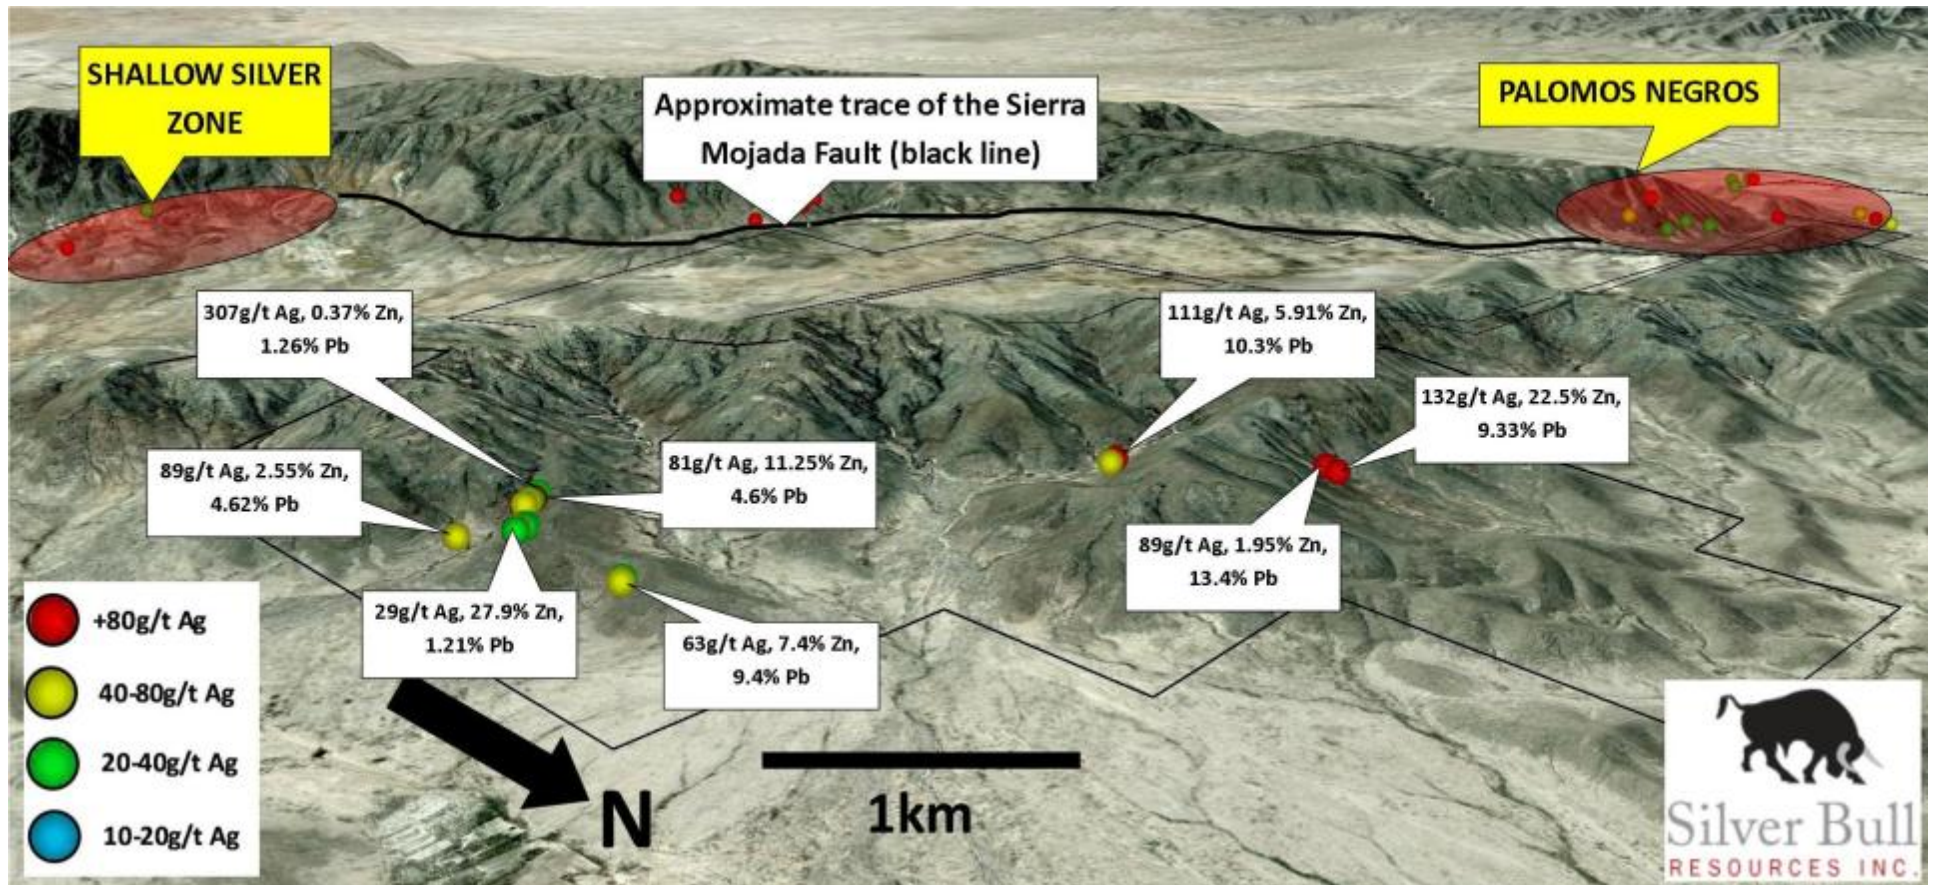 SHALLOW SILVER
ZONE
Approximate trace of the Sierra
Mojada Fault (black line)
PALOMOS NEGROS
307g/t Ag, 0.37% Zn,
1.26% Pb
111g/t Ag, 5.91% Zn,
10.3% Pb
132g/t Ag, 22.5% Zn,
9.33% Pb
89g/t Ag, 2.55% Zn,
4.62% Pb
81g/t Ag, 11.25% Zn,
4.6% Pb
89g/t Ag, 1.95% Zn,
13.4% Pb
29g/t Ag, 27.9% Zn,
1.21% Pb
63g/t Ag, 7.4% Zn,
9.4% Pb
+80g/t Ag
40-80g/t Ag
20-40g/t Ag
10-20g/t Ag
N
1km
Silver Bull
RESOURCES INC.